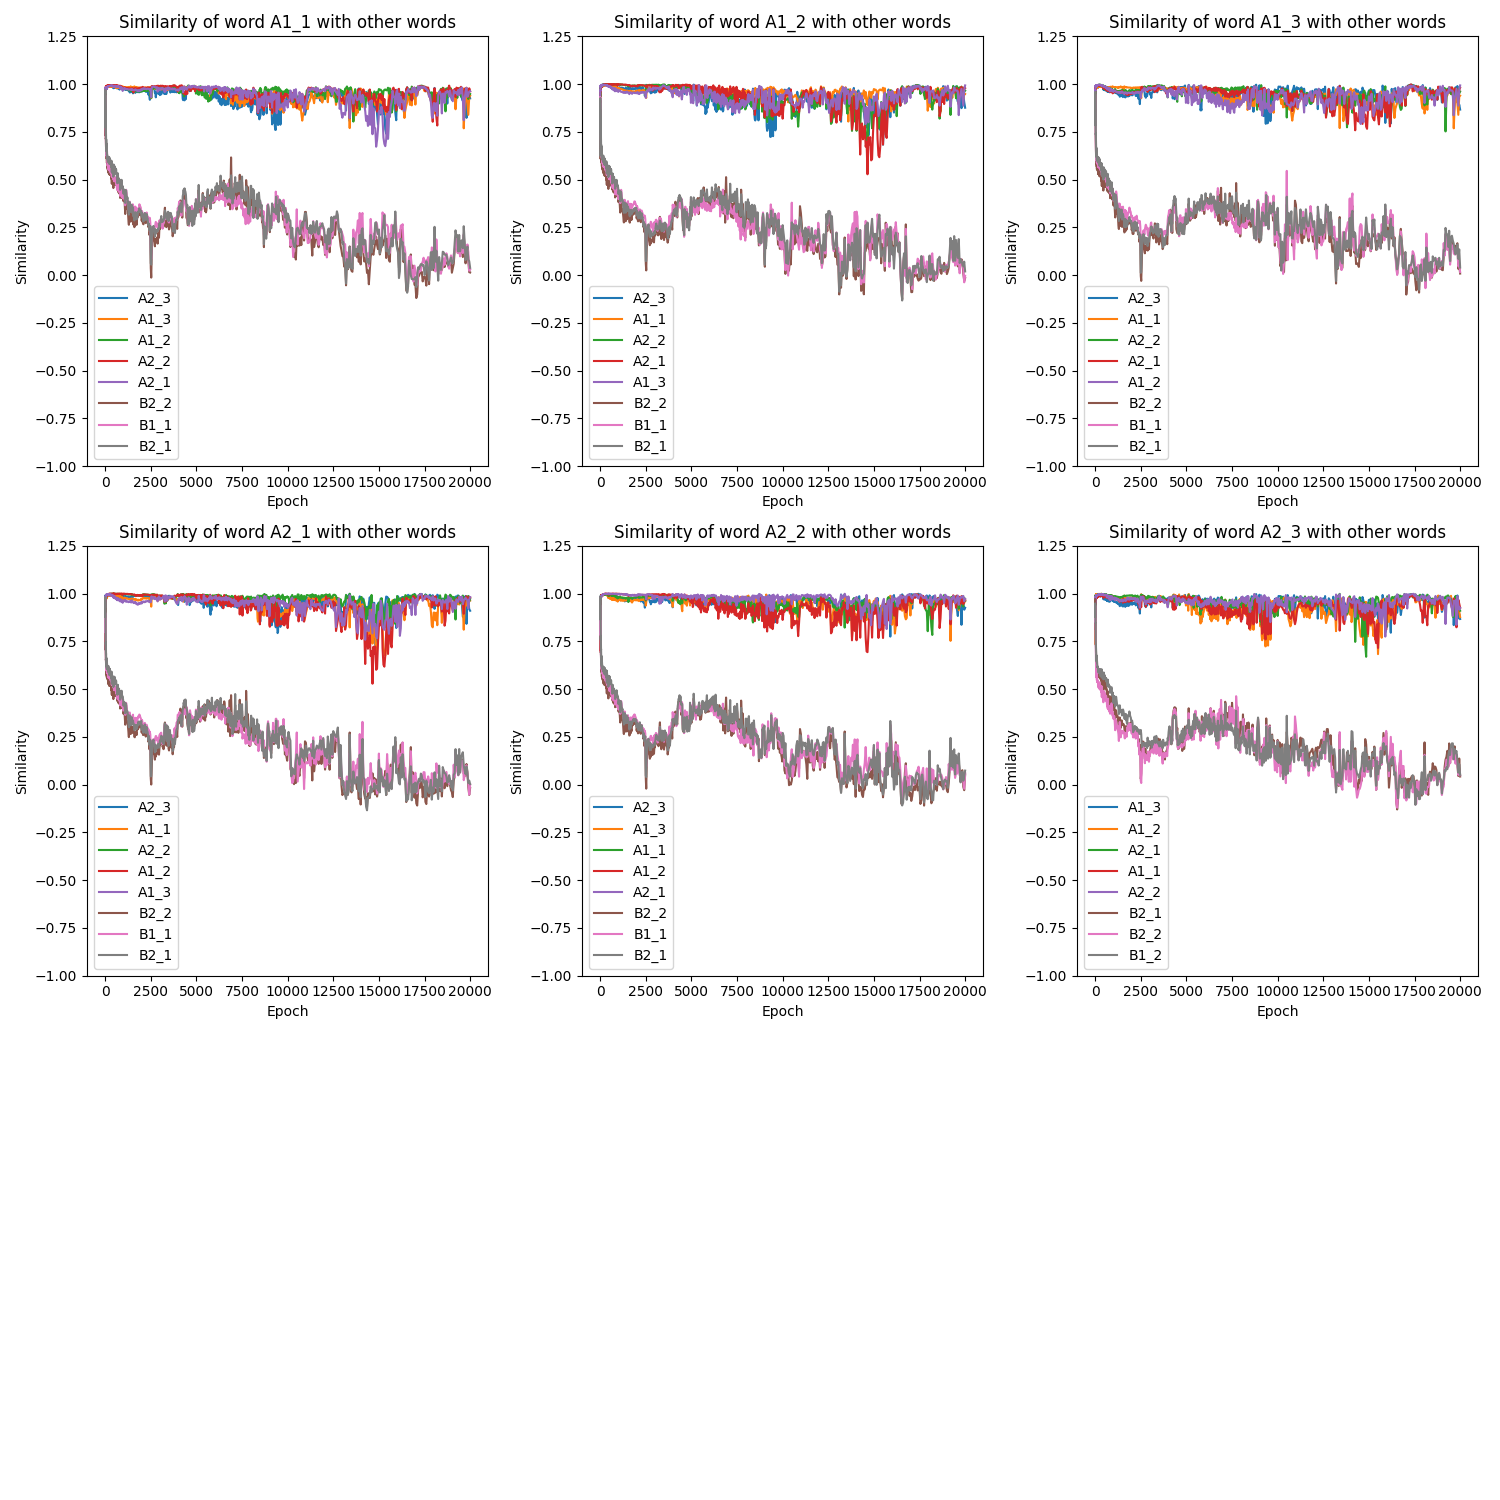 Similarity of word A1_1 with other words
1.25
1.00
0.75
0.50
0.25
0.00
−0.25
−0.50
−0.75
−1.00
Similarity
A2_3
A1_3
A1_2
A2_2
A2_1
B2_2
B1_1
B2_1
0 2500 5000 7500 10000 12500 15000 17500 20000
Epoch
Similarity of word A1_2 with other words
1.25
1.00
0.75
0.50
0.25
0.00
−0.25
−0.50
−0.75
−1.00
Similarity
A2_3
A1_1
A2_2
A2_1
A1_3
B2_2
B1_1
B2_1
0 2500 5000 7500 10000 12500 15000 17500 20000
Epoch
Similarity of word A1_3 with other words
1.25
1.00
0.75
0.50
0.25
0.00
−0.25
−0.50
−0.75
−1.00
Similarity
A2_3
A1_1
A2_2
A2_1
A1_2
B2_2
B1_1
B2_1
0 2500 5000 7500 10000 12500 15000 17500 20000
Epoch
Similarity of word A2_1 with other words
1.25
1.00
0.75
0.50
0.25
0.00
−0.25
−0.50
−0.75
−1.00
Similarity
A2_3
A1_1
A2_2
A1_2
A1_3
B2_2
B1_1
B2_1
0 2500 5000 7500 10000 12500 15000 17500 20000
Epoch
Similarity of word A2_2 with other words
1.25
1.00
0.75
0.50
0.25
0.00
−0.25
−0.50
−0.75
−1.00
Similarity
A2_3
A1_3
A1_1
A1_2
A2_1
B2_2
B1_1
B2_1
0 2500 5000 7500 10000 12500 15000 17500 20000
Epoch
Similarity of word A2_3 with other words
1.25
1.00
0.75
0.50
0.25
0.00
−0.25
−0.50
−0.75
−1.00
Similarity
A1_3
A1_2
A2_1
A1_1
A2_2
B2_1
B2_2
B1_2
0 2500 5000 7500 10000 12500 15000 17500 20000
Epoch